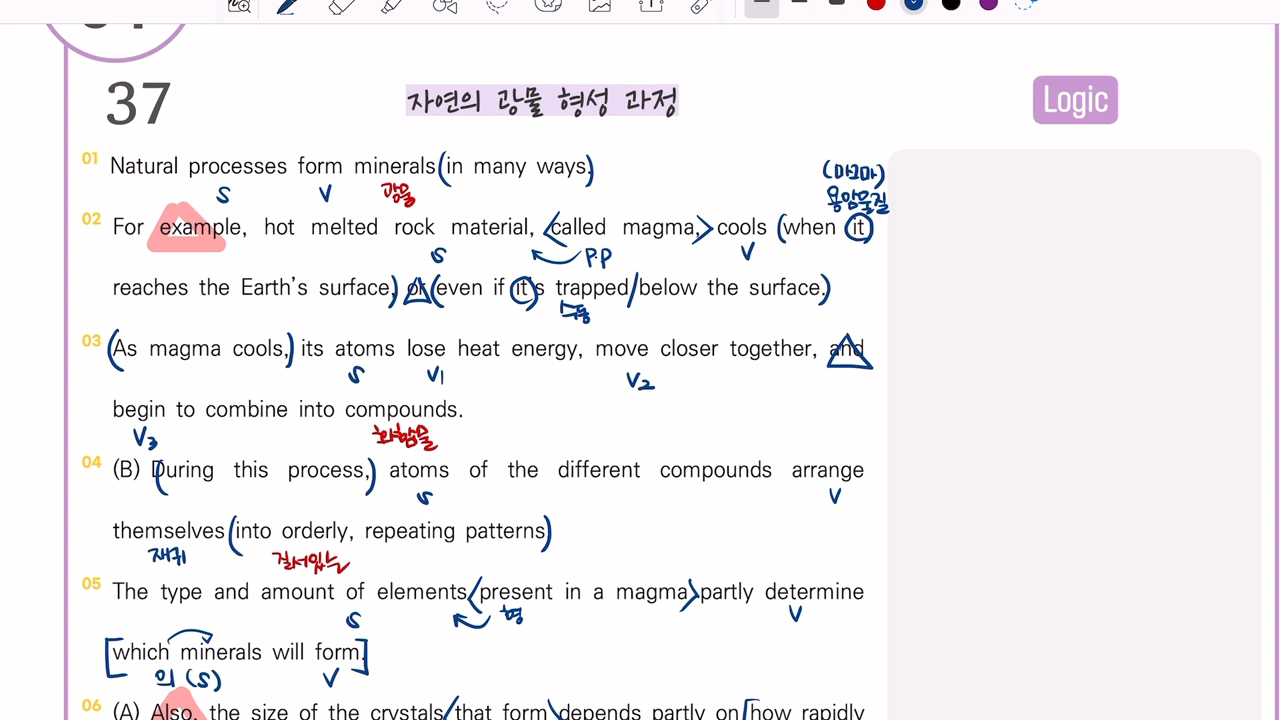 37
자연의 광물 형성 과정
Logic
01 Natural processes form minerals (in many ways.)
S V 광물
(마그마)
용암물질
02 For example, hot melted rock material, <called magma,> cools (when it
S P.P V
reaches the Earth's surface,) or (even if it's trapped/below the surface.)
수동
03 (As magma cools,) its atoms lose heat energy, move closer together, and
S V1 V2
begin to combine into compounds.
V3 화합물
04 (B) (During this process,) atoms of the different compounds arrange
S V
themselves (into orderly, repeating patterns)
재귀 질서있는
05 The type and amount of elements <present in a magma> partly determine
S 형 V
[which minerals will form.]
의(S) V
06 (A) Also, the size of the crystals/that form\depends partly on [how rapidly